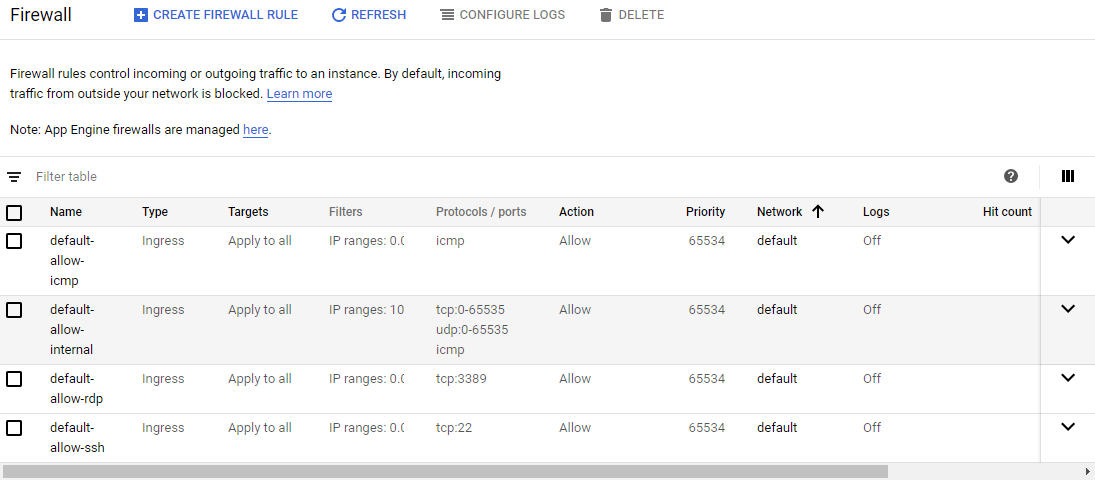 Firewall CREATE FIREWALL RULE REFRESH CONFIGURE LOGS DELETE
Firewall rules control incoming or outgoing traffic to an instance. By default, incoming
traffic from outside your network is blocked. Learn more
Note: App Engine firewalls are managed here.
Filter table
Name Type Targets Filters Protocols / ports Action Priority Network Logs Hit count
default- Ingress Apply to all IP ranges: 0.0 icmp Allow 65534 default Off
allow-
icmp
default- Ingress Apply to all IP ranges: 10 tcp:0-65535 Allow 65534 default Off
allow- udp:0-65535
internal icmp
default- Ingress Apply to all IP ranges: 0.0 tcp:3389 Allow 65534 default Off
allow-rdp
default- Ingress Apply to all IP ranges: 0.0 tcp:22 Allow 65534 default Off
allow-ssh